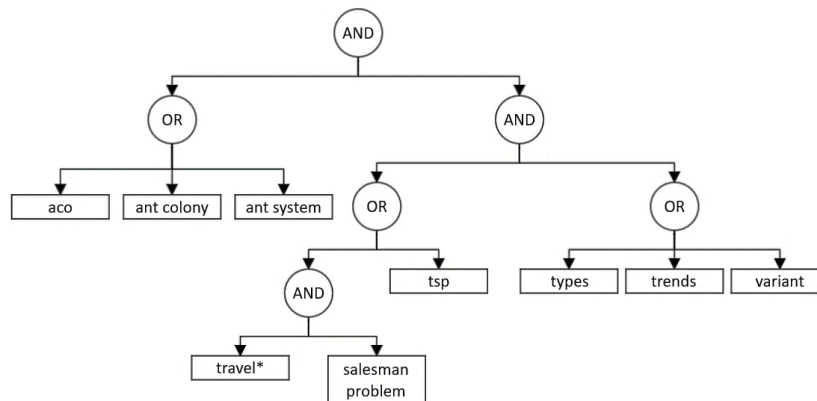 AND
OR
AND
aco
ant colony
ant system
OR
OR
AND
tsp
types
trends
variant
travel*
salesman
problem